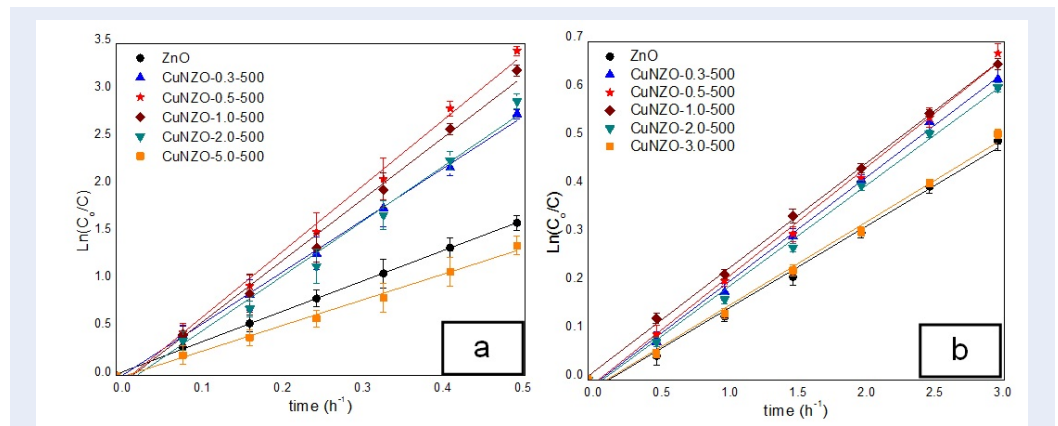 3.5
3.0
2.5
2.0
1.5
1.0
0.5
0.0
Ln(Co/C)
ZnO
CuNZO-0.3-500
CuNZO-0.5-500
CuNZO-1.0-500
CuNZO-2.0-500
CuNZO-5.0-500
a
0.0 0.1 0.2 0.3 0.4 0.5
time (h-1)
0.7
0.6
0.5
0.4
0.3
0.2
0.1
0.0
Ln(Co/C)
ZnO
CuNZO-0.3-500
CuNZO-0.5-500
CuNZO-1.0-500
CuNZO-2.0-500
CuNZO-3.0-500
b
0.0 0.5 1.0 1.5 2.0 2.5 3.0
time (h-1)